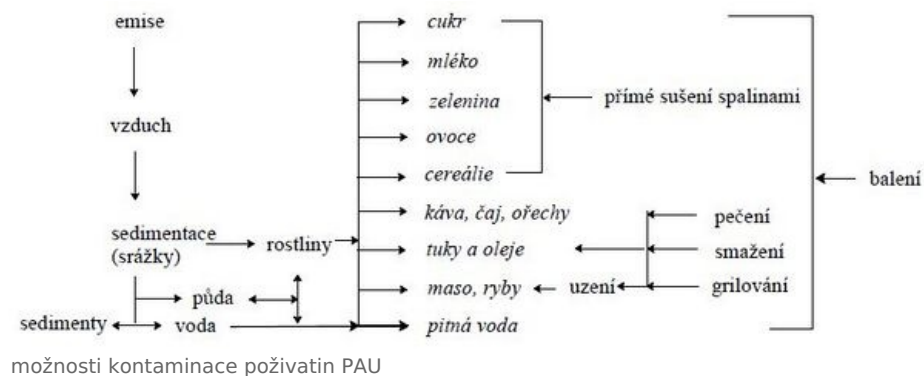 emise
cukr
mléko
zelenina
přímé sušení spalinami
vzduch
ovoce
cereálie
balení
káva, čaj, ořechy
pečení
sedimentace
(srážky)
rostliny
tuky a oleje
smažení
půda
maso, ryby
uzení
grilování
sedimenty
voda
pitná voda
možnosti kontaminace poživatin PAU